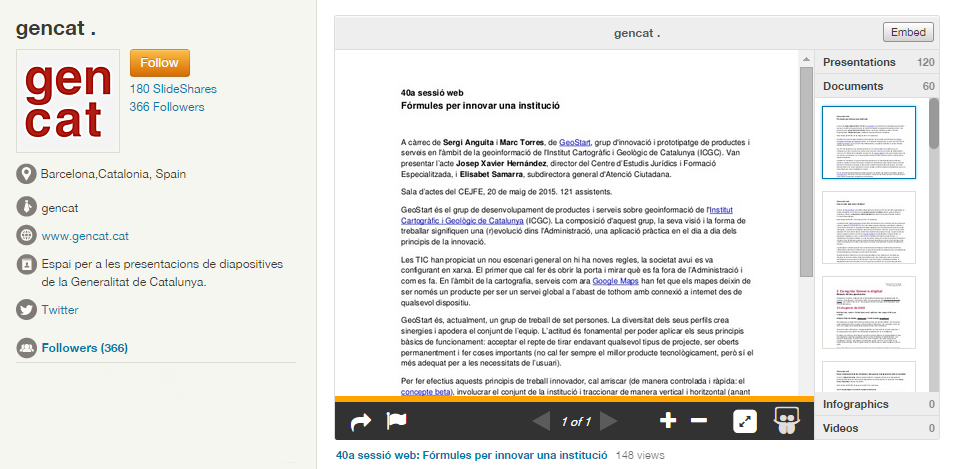 gencat .
gen
cat
Follow
180 SlideShares
366 Followers
Barcelona,Catalonia, Spain
gencat
www.gencat.cat
Espai per a les presentacions de diapositives
de la Generalitat de Catalunya.
Twitter
Followers (366)
gencat .
Embed
40a sessió web
Fórmules per innovar una institució
A càrrec de Sergi Anguita i Marc Torres, de GeoStart, grup d'innovació i prototipatge de productes i
serveis en l'àmbit de la geoinformació de l'Institut Cartogràfic i Geològic de Catalunya (ICGC). Van
presentar l'acte Josep Xavier Hernández, director del Centre d'Estudis Jurídics i Formació
Especialitzada, i Elisabet Samarra, subdirectora general d'Atenció Ciutadana.
Sala d'actes del CEJFE, 20 de maig de 2015. 121 assistents.
GeoStart és el grup de desenvolupament de productes i serveis sobre geoinformació de l'Institut
Cartogràfic i Geològic de Catalunya (ICGC). La composició d'aquest grup, la seva visió i la forma de
treballar signifiquen una (r)evolució dins l'Administració, una aplicació pràctica en el dia a dia dels
principis de la innovació.
Les TIC han propiciat un nou escenari general on hi ha noves regles, la societat avui es va
configurant en xarxa. El primer que cal fer és obrir la porta i mirar què es fa fora de l'Administració i
com es fa. En l'àmbit de la cartografia, serveis com ara Google Maps han fet que els mapes deixin de
ser només un producte per ser un servei global a l'abast de tothom amb connexió a internet des de
qualsevol dispositiu.
GeoStart és, actualment, un grup de treball de set persones. La diversitat dels seus perfils crea
sinergies i apodera el conjunt de l'equip. L'actitud és fonamental per poder aplicar els seus principis
bàsics de funcionament: acceptar el repte de tirar endavant qualsevol tipus de projecte, ser oberts
permanentment i fer coses importants (no cal fer sempre el millor producte tecnològicament, però sí el
més adequat per a les necessitats de l'usuari).
Per fer efectius aquests principis de treball innovador, cal arriscar (de manera controlada i ràpida: el
concepte beta), involucrar el conjunt de la institució i traccionar de manera vertical i horitzontal (anant
1 of 1
Presentations 120
Documents 60
Infographics 0
Videos 0
40a sessió web: Fórmules per innovar una institució 148 views